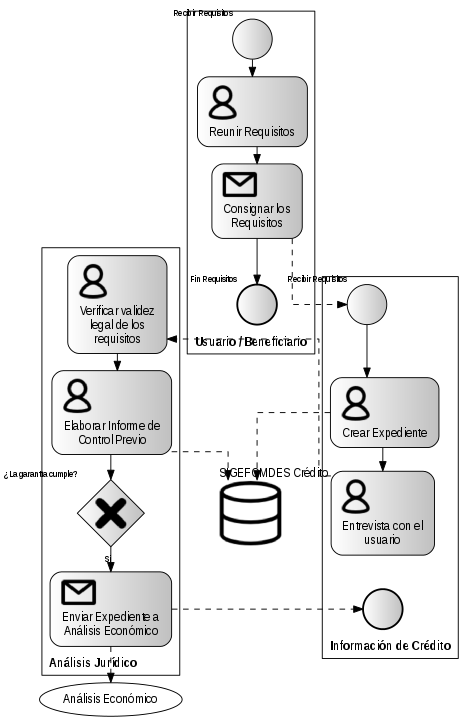 Recibir Requisitos
Reunir Requisitos
Consignar los
Requisitos
Fin Requisitos
Usuario / Beneficiario
Recibir Requisitos
Crear Expediente
Entrevista con el
usuario
Información de Crédito
Verificar validez
legal de los
requisitos
Elaborar Informe de
Control Previo
¿La garantia cumple?
SIGEFOMDES Crédito
Enviar Expediente a
Análisis Económico
Análisis Jurídico
Análisis Económico